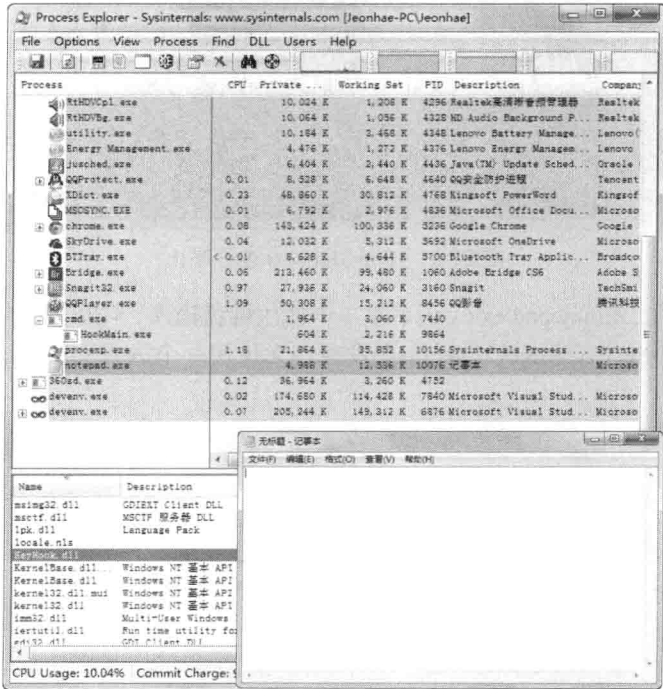 Process Explorer - Sysinternals: www.sysinternals.com [Jeonhae-PC\Jeonhae]
File Options View Process Find DLL Users Help
Process CPU Private ... Working Set PID Description Company
RtHDVCpl.exe 10,024 K 1,208 K 4296 Realtek高清晰音频管理器 Realtek
RtHDVBg.exe 10,064 K 1,056 K 4328 HD Audio Background P... Realtek
utility.exe 10,184 K 3,468 K 4348 Lenovo Battery Manage... Lenovo(
Energy Management.exe 4,476 K 1,272 K 4376 Lenovo Energy Managem... Lenovo
jusched.exe 6,404 K 2,440 K 4436 Java(TM) Update Sched... Oracle
QQProtect.exe 0.01 8,528 K 6,648 K 4640 QQ安全防护进程 Tencent
XDict.exe 0.23 48,860 K 30,812 K 4768 Kingsoft PowerWord Kingsof
MSOSYNC.EXE 0.01 6,792 K 2,976 K 4836 Microsoft Office Docu... Microso
chrome.exe 0.08 143,424 K 100,336 K 3236 Google Chrome Google
SkyDrive.exe 0.04 12,032 K 5,312 K 3692 Microsoft OneDrive Microso
BTTray.exe < 0.01 8,628 K 4,644 K 5700 Bluetooth Tray Applic... Broadco
Bridge.exe 0.06 213,460 K 99,480 K 1060 Adobe Bridge CS6 Adobe S
Snagit32.exe 0.97 27,936 K 24,060 K 3160 Snagit TechSmi
QQPlayer.exe 1.09 50,308 K 15,212 K 8456 QQ影音 腾讯科技
cmd.exe 1,964 K 3,060 K 7440
HookMain.exe 604 K 2,216 K 9864
procexp.exe 1.18 21,864 K 35,852 K 10156 Sysinternals Process ... Sysinte
notepad.exe 4,988 K 12,536 K 10076 记事本 Microso
360sd.exe 0.12 36,964 K 3,260 K 4752
devenv.exe 0.02 174,680 K 114,428 K 7840 Microsoft Visual Stud... Microso
devenv.exe 0.07 205,244 K 149,312 K 6876 Microsoft Visual Stud... Microso
无标题 - 记事本
文件(F) 编辑(E) 格式(O) 查看(V) 帮助(H)
Name Description
msimg32.dll GDIEXT Client DLL
msctf.dll MSCTF 服务器 DLL
lpk.dll Language Pack
locale.nls
KeyHook.dll
KernelBase.dll... Windows NT 基本 API
KernelBase.dll Windows NT 基本 API
kernel32.dll.mui Windows NT 基本 API
kernel32.dll Windows NT 基本 API
imm32.dll Multi-User Windows
iertutil.dll Run time utility for
gdi32.dll GDI Client DLL
CPU Usage: 10.04% Commit Charge: